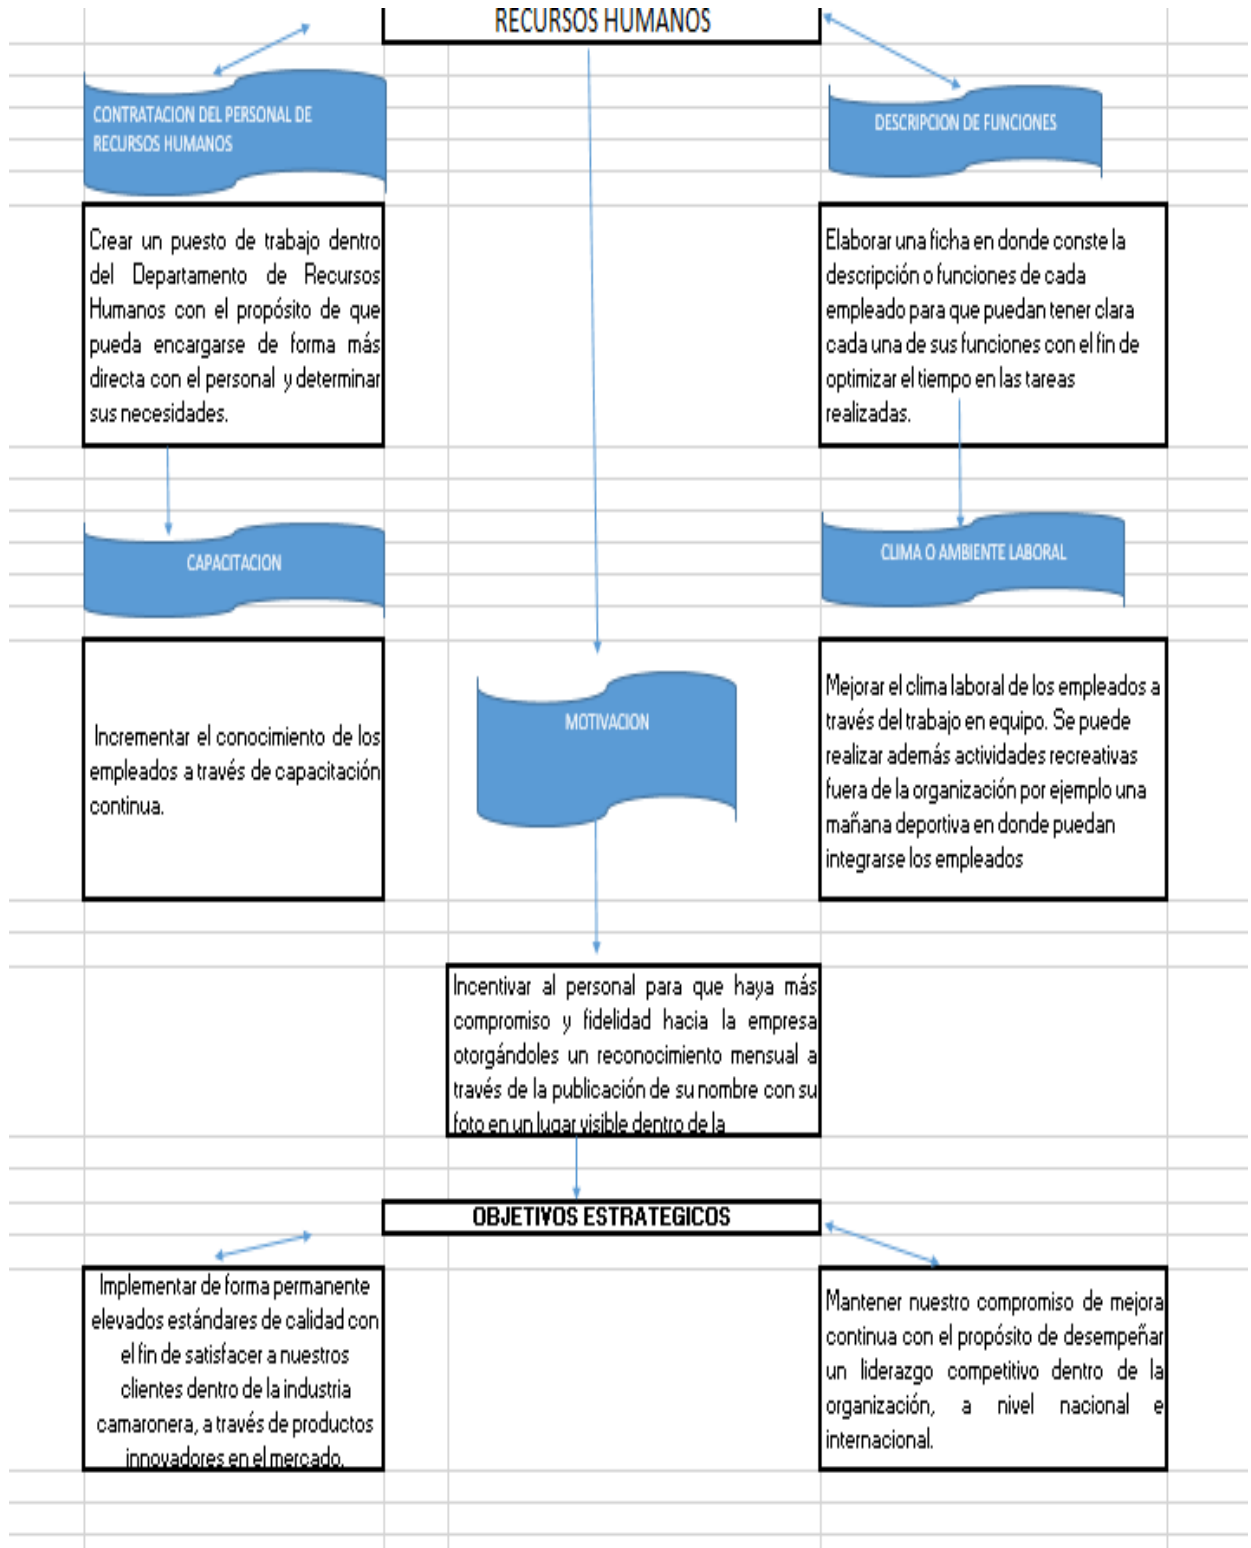 RECURSOS HUMANOS
CONTRATACION DEL PERSONAL DE
RECURSOS HUMANOS
DESCRIPCION DE FUNCIONES
Crear un puesto de trabajo dentro
del Departamento de Recursos
Humanos con el propósito de que
pueda encargarse de forma más
directa con el personal y determinar
sus necesidades.
Elaborar una ficha en donde conste la
descripción o funciones de cada
empleado para que puedan tener clara
cada una de sus funciones con el fin de
optimizar el tiempo en las tareas
realizadas.
CAPACITACION
CLIMA O AMBIENTE LABORAL
Incrementar el conocimiento de los
empleados a través de capacitación
continua.
MOTIVACION
Mejorar el clima laboral de los empleados a
través del trabajo en equipo. Se puede
realizar además actividades recreativas
fuera de la organización por ejemplo una
mañana deportiva en donde puedan
integrarse los empleados
Incentivar al personal para que haya más
compromiso y fidelidad hacia la empresa
otorgándoles un reconocimiento mensual a
través de la publicación de su nombre con su
foto en un lugar visible dentro de la
OBJETIVOS ESTRATEGICOS
Implementar de forma permanente
elevados estándares de calidad con
el fin de satisfacer a nuestros
clientes dentro de la industria
camaronera, a través de productos
innovadores en el mercado.
Mantener nuestro compromiso de mejora
continua con el propósito de desempeñar
un liderazgo competitivo dentro de la
organización, a nivel nacional e
internacional.